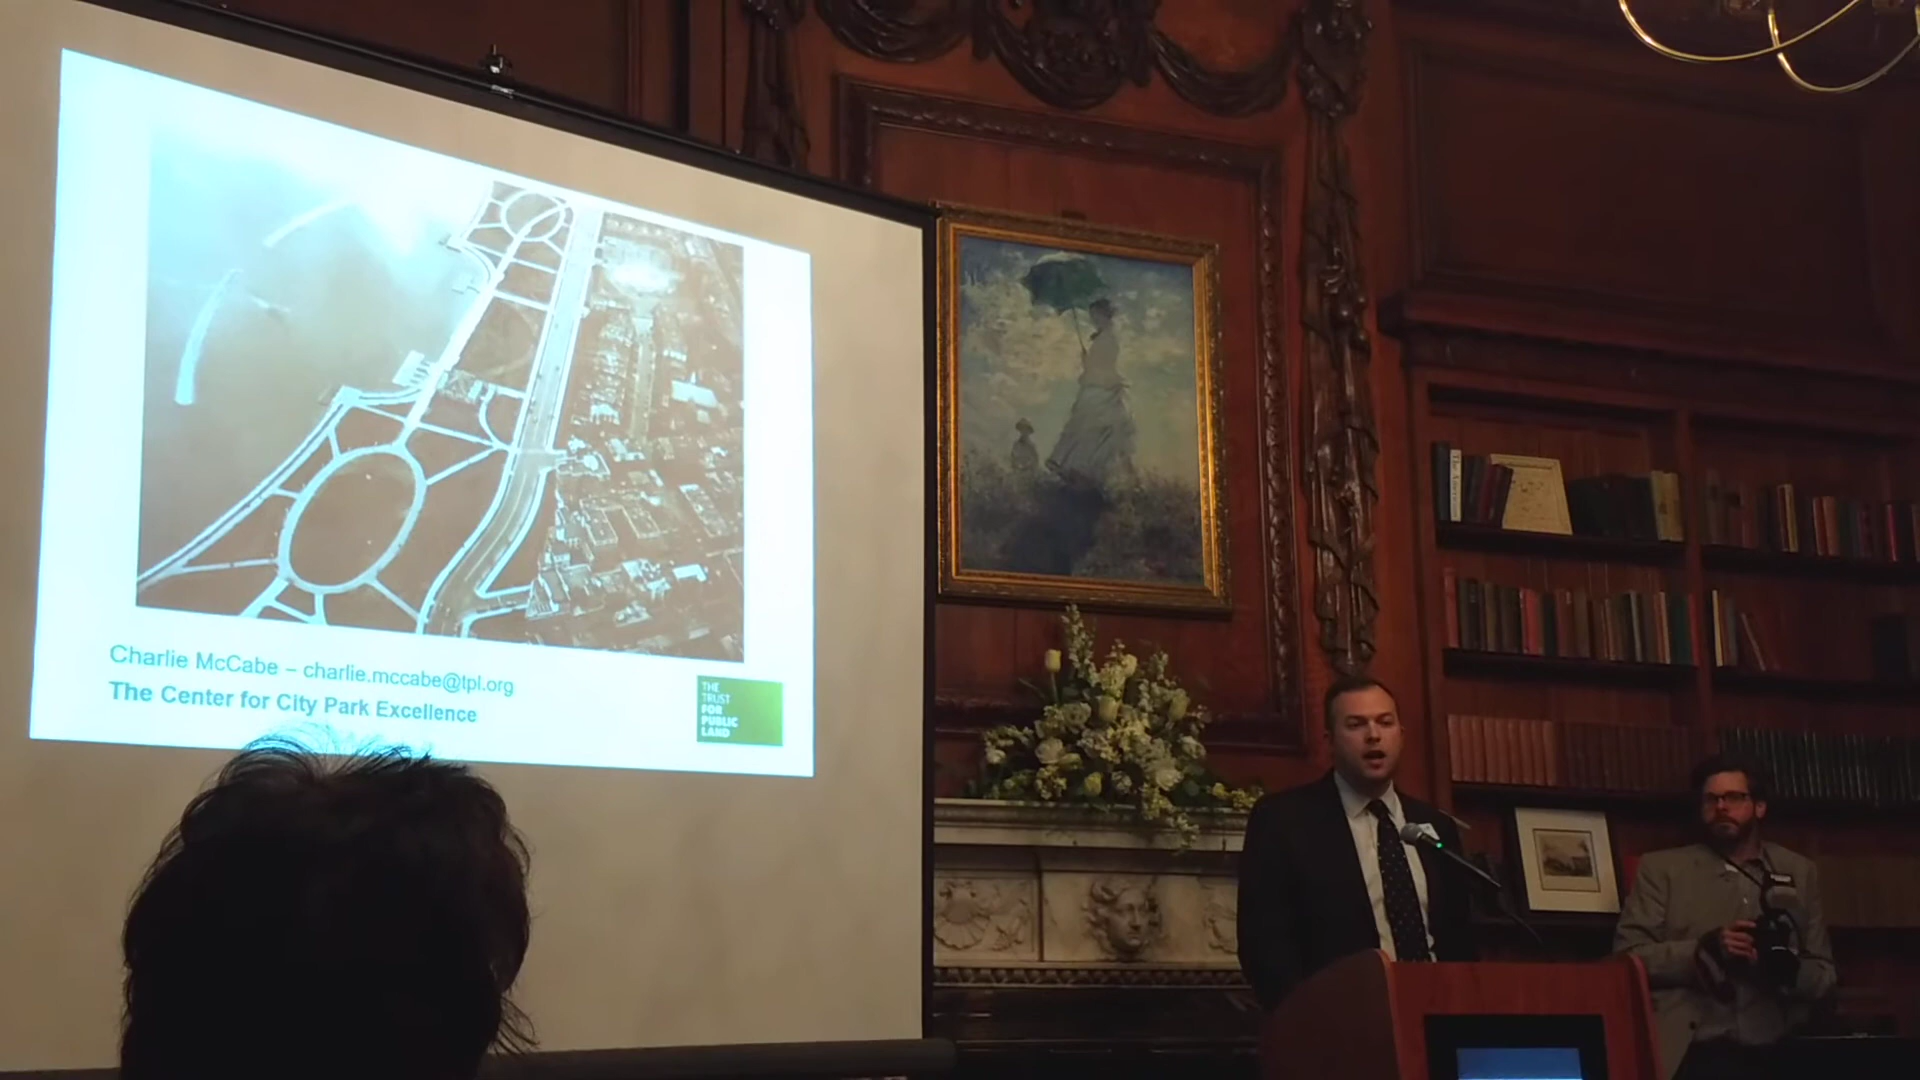 Charlie McCabe – charlie.mccabe@tpl.org
The Center for City Park Excellence
THE
TRUST
FOR
PUBLIC
LAND